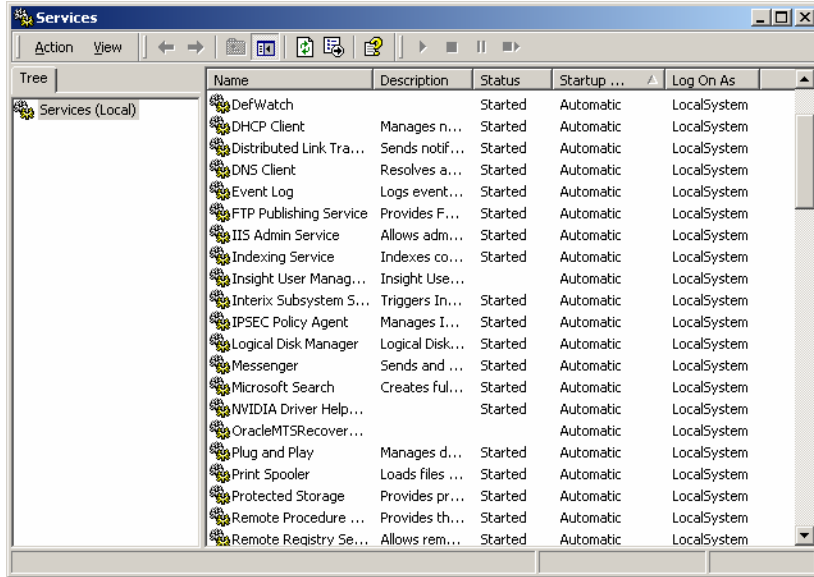 Services
Action View
Tree
Services (Local)
Name Description Status Startup ... Log On As
DefWatch Started Automatic LocalSystem
DHCP Client Manages n... Started Automatic LocalSystem
Distributed Link Tra... Sends notif... Started Automatic LocalSystem
DNS Client Resolves a... Started Automatic LocalSystem
Event Log Logs event... Started Automatic LocalSystem
FTP Publishing Service Provides F... Started Automatic LocalSystem
IIS Admin Service Allows adm... Started Automatic LocalSystem
Indexing Service Indexes co... Started Automatic LocalSystem
Insight User Manag... Insight Use... Automatic LocalSystem
Interix Subsystem S... Triggers In... Started Automatic LocalSystem
IPSEC Policy Agent Manages I... Started Automatic LocalSystem
Logical Disk Manager Logical Disk... Started Automatic LocalSystem
Messenger Sends and ... Started Automatic LocalSystem
Microsoft Search Creates ful... Started Automatic LocalSystem
NVIDIA Driver Help... Started Automatic LocalSystem
OracleMTSRecover... Automatic LocalSystem
Plug and Play Manages d... Started Automatic LocalSystem
Print Spooler Loads files ... Started Automatic LocalSystem
Protected Storage Provides pr... Started Automatic LocalSystem
Remote Procedure ... Provides th... Started Automatic LocalSystem
Remote Registry Se... Allows rem... Started Automatic LocalSystem